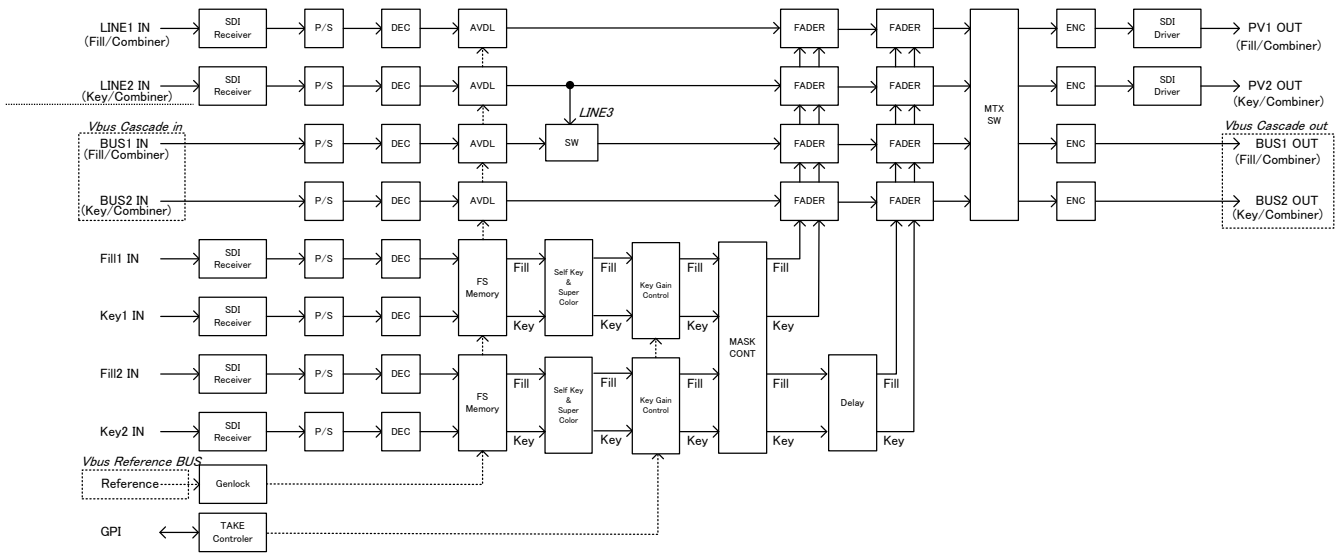 LINE1 IN
(Fill/Combiner)
SDI
Receiver
P/S
DEC
AVDL
FADER
FADER
MTX
SW
ENC
SDI
Driver
PV1 OUT
(Fill/Combiner)
LINE2 IN
(Key/Combiner)
SDI
Receiver
P/S
DEC
AVDL
LINE3
FADER
FADER
ENC
SDI
Driver
PV2 OUT
(Key/Combiner)
Vbus Cascade in
BUS1 IN
(Fill/Combiner)
P/S
DEC
AVDL
SW
FADER
FADER
ENC
Vbus Cascade out
BUS1 OUT
(Fill/Combiner)
BUS2 IN
(Key/Combiner)
P/S
DEC
AVDL
FADER
FADER
ENC
BUS2 OUT
(Key/Combiner)
Fill1 IN
SDI
Receiver
P/S
DEC
FS
Memory
Fill
Self Key
&
Super
Color
Fill
Key Gain
Control
Fill
MASK
CONT
Fill
Key1 IN
SDI
Receiver
P/S
DEC
Key
Key
Key
Key
Fill2 IN
SDI
Receiver
P/S
DEC
FS
Memory
Fill
Self Key
&
Super
Color
Fill
Key Gain
Control
Fill
Fill
Delay
Fill
Key2 IN
SDI
Receiver
P/S
DEC
Key
Key
Key
Key
Key
Vbus Reference BUS
Reference
Genlock
GPI
TAKE
Controler